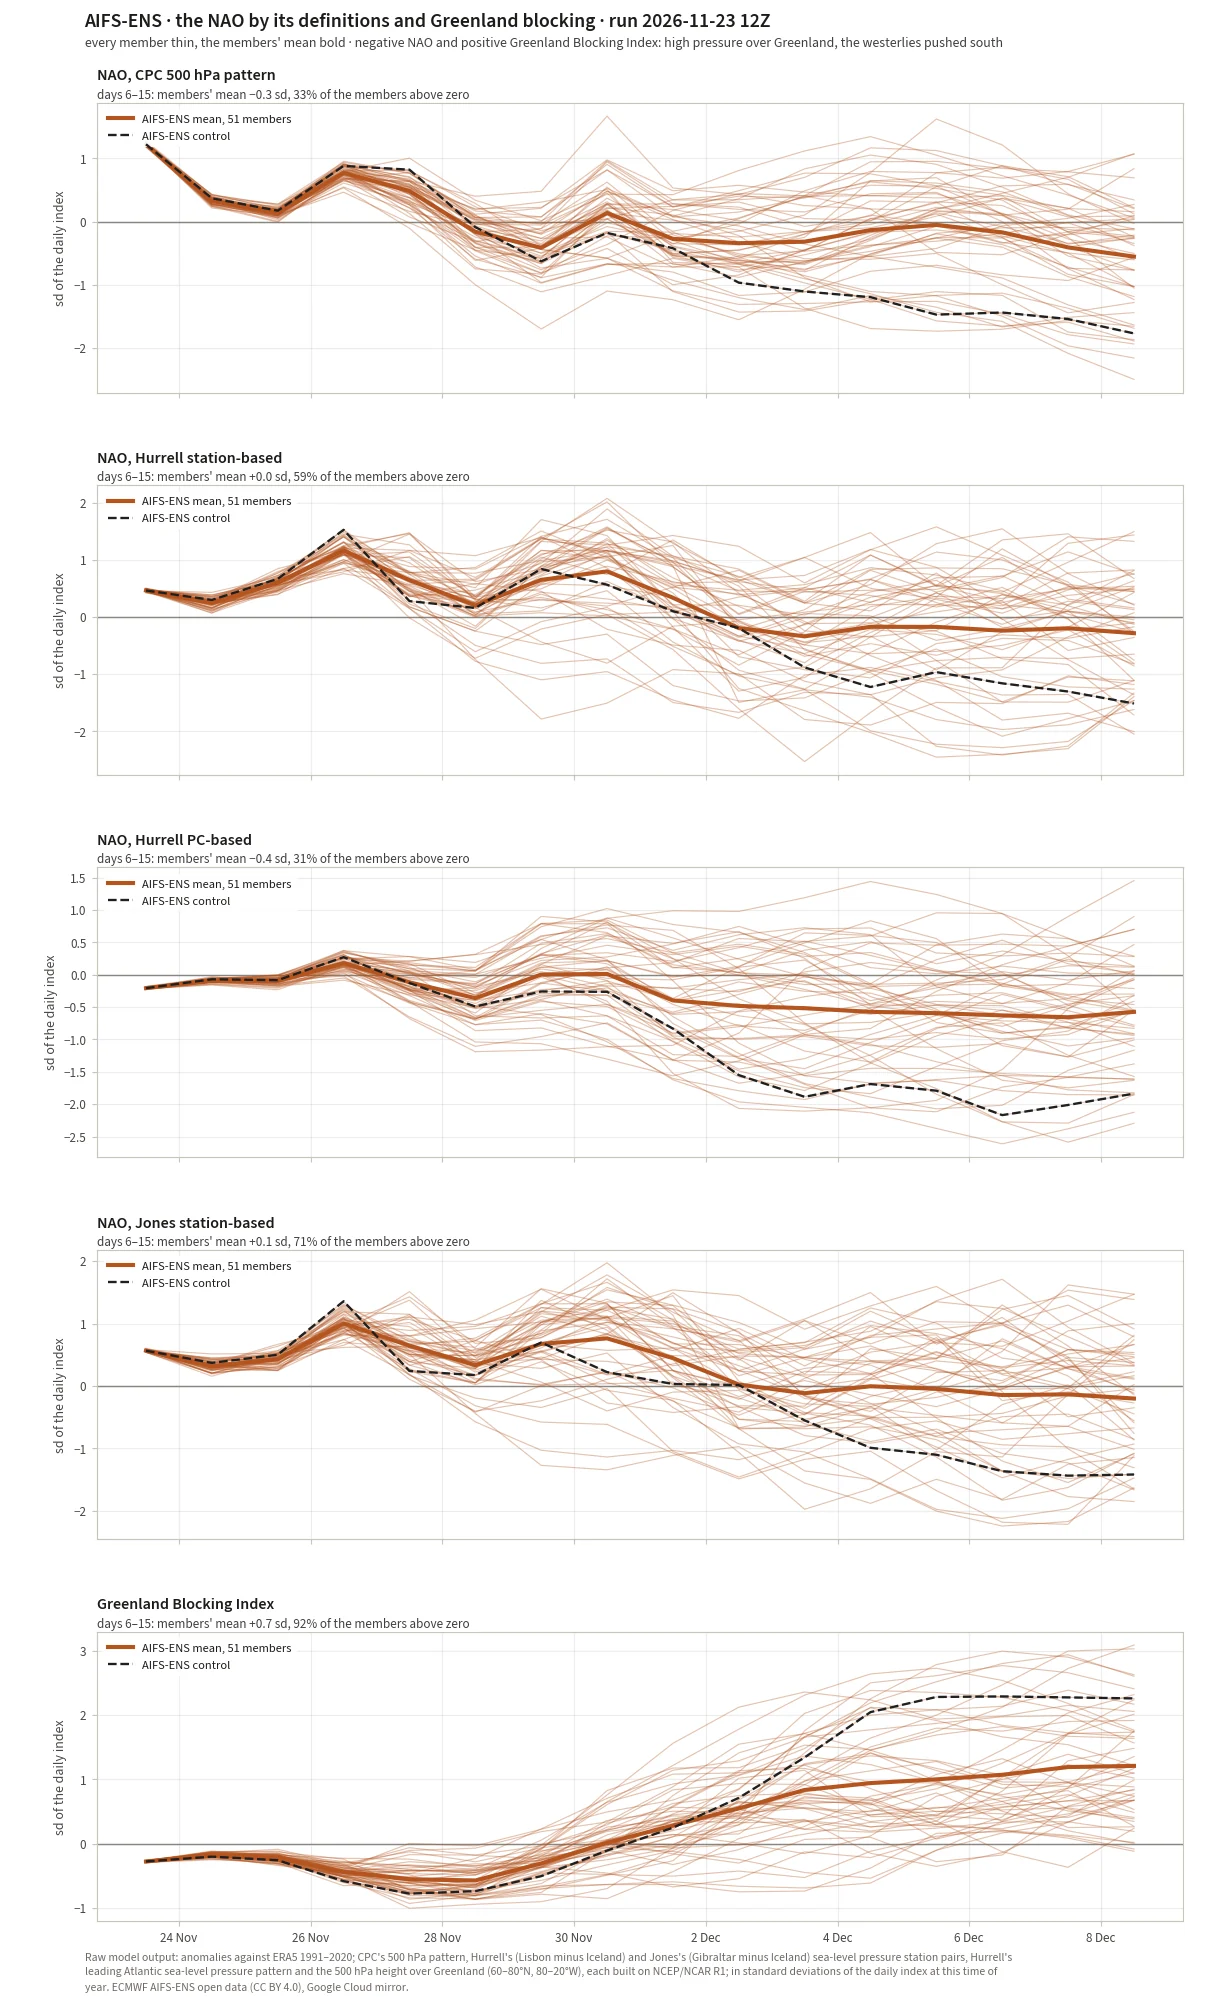 AIFS-ENS · the NAO by its definitions and Greenland blocking · run 2026-11-23 12Z
every member thin, the members' mean bold · negative NAO and positive Greenland Blocking Index: high pressure over Greenland, the westerlies pushed south
NAO, CPC 500 hPa pattern
days 6–15: members' mean −0.3 sd, 33% of the members above zero
AIFS-ENS mean, 51 members
AIFS-ENS control
1
0
−1
−2
sd of the daily index
NAO, Hurrell station-based
days 6–15: members' mean +0.0 sd, 59% of the members above zero
AIFS-ENS mean, 51 members
AIFS-ENS control
2
1
0
−1
−2
sd of the daily index
NAO, Hurrell PC-based
days 6–15: members' mean −0.4 sd, 31% of the members above zero
AIFS-ENS mean, 51 members
AIFS-ENS control
1.5
1.0
0.5
0.0
−0.5
−1.0
−1.5
−2.0
−2.5
sd of the daily index
NAO, Jones station-based
days 6–15: members' mean +0.1 sd, 71% of the members above zero
AIFS-ENS mean, 51 members
AIFS-ENS control
2
1
0
−1
−2
sd of the daily index
Greenland Blocking Index
days 6–15: members' mean +0.7 sd, 92% of the members above zero
AIFS-ENS mean, 51 members
AIFS-ENS control
3
2
1
0
−1
sd of the daily index
24 Nov 26 Nov 28 Nov 30 Nov 2 Dec 4 Dec 6 Dec 8 Dec
Raw model output: anomalies against ERA5 1991–2020; CPC's 500 hPa pattern, Hurrell's (Lisbon minus Iceland) and Jones's (Gibraltar minus Iceland) sea-level pressure station pairs, Hurrell's
leading Atlantic sea-level pressure pattern and the 500 hPa height over Greenland (60–80°N, 80–20°W), each built on NCEP/NCAR R1; in standard deviations of the daily index at this time of
year. ECMWF AIFS-ENS open data (CC BY 4.0), Google Cloud mirror.